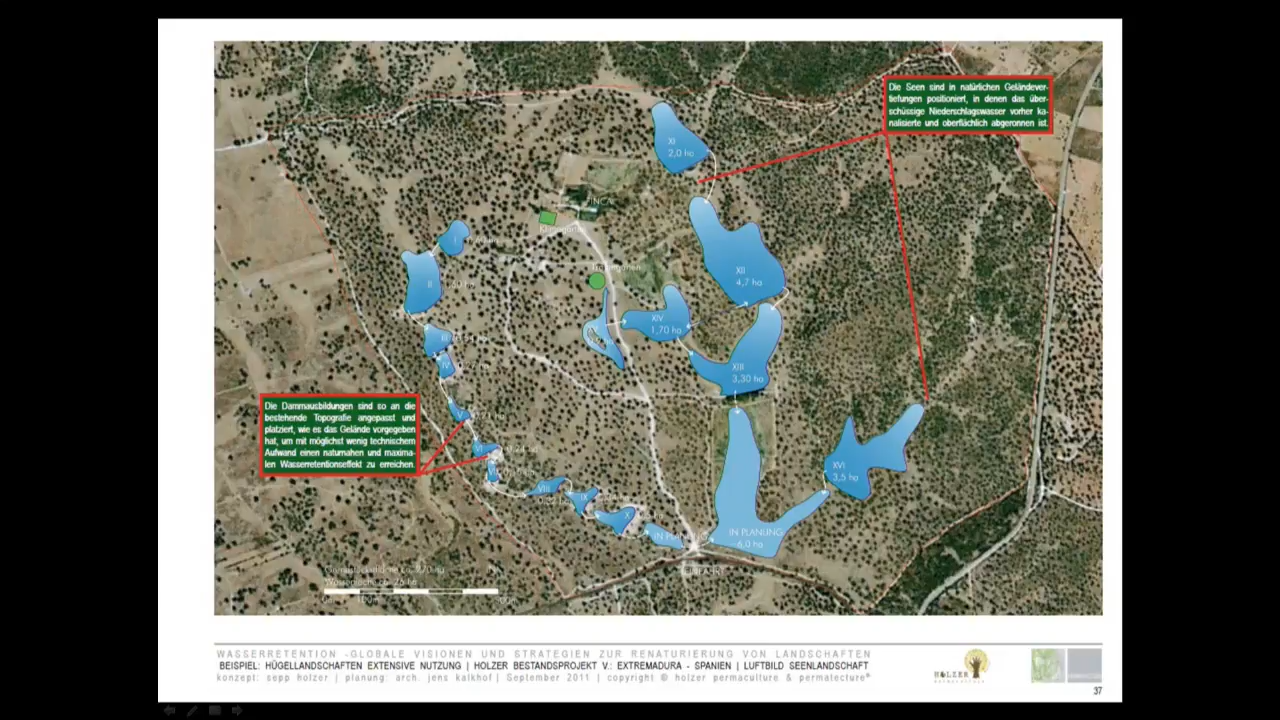 Die Seen sind in natürlichen Geländever-
tiefungen positioniert, in denen das über-
schüssige Niederschlagswasser vorher ka-
nalisierte und oberflächlich abgeronnen ist.
XI
2,0 ha
FINCA
I
II
XII
4,7 ha
XIV
1,70 ha
IV
XIII
3,30 ha
Die Dammausbildungen sind so an die
bestehende Topografie angepasst und
platziert, wie es das Gelände vorgegeben
hat, um mit möglichst wenig technischem
Aufwand einen naturnahen und maxima-
len Wasserretentionseffekt zu erreichen.
V
VI
XVI
3,5 ha
VIII
IX
X
IN PLANUNG
~6,0 ha
WASSERRETENTION -GLOBALE VISIONEN UND STRATEGIEN ZUR RENATURIERUNG VON LANDSCHAFTEN
BEISPIEL: HÜGELLANDSCHAFTEN EXTENSIVE NUTZUNG | HOLZER BESTANDSPROJEKT V.: EXTREMADURA - SPANIEN | LUFTBILD SEENLANDSCHAFT
konzept: sepp holzer | planung: arch. jens kalkhof | September 2011 | copyright © holzer permaculture & permatecture®
HOLZER
37